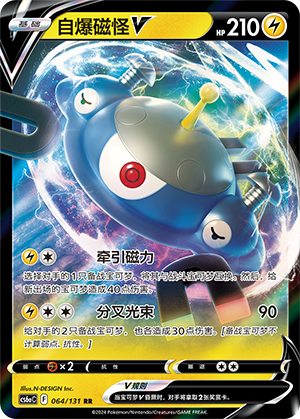 基础 自爆磁怪V HP210
牵引磁力
选择对手的1只备战宝可梦，将其与战斗宝可梦互换。然后，给
新出场的宝可梦造成40点伤害。
分叉光束 90
给对手的2只备战宝可梦，也各造成30点伤害。[备战宝可梦不
计算弱点、抗性。]
弱点 ×2 抗性 撤退
Illus.N-DESIGN Inc.
V规则
当宝可梦V昏厥时，对手将拿取2张奖赏卡。
CS6aC F 064/131 RR
©2024 Pokémon/Nintendo/Creatures/GAME FREAK